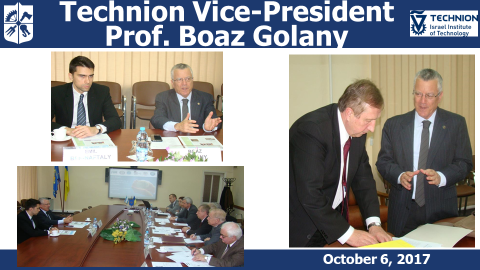 Technion Vice-President
Prof. Boaz Golany
TECHNION
Israel Institute
of Technology
October 6, 2017